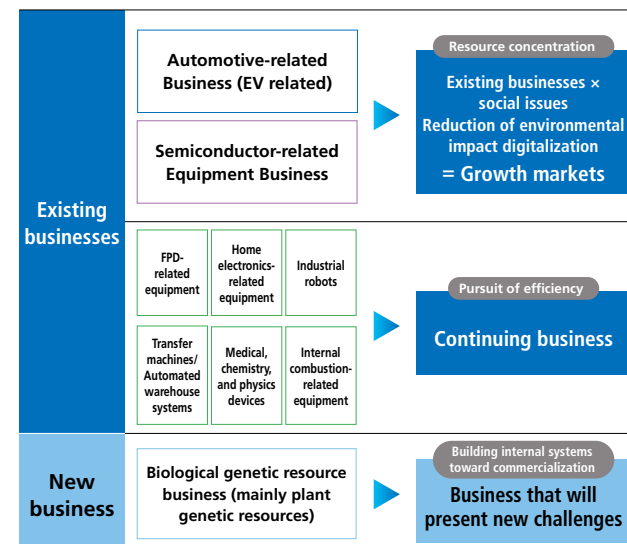 Existing
businesses
Automotive-related
Business (EV related)
Semiconductor-related
Equipment Business
Resource concentration
Existing businesses ×
social issues
Reduction of environmental
impact digitalization
= Growth markets
FPD-
related
equipment
Home
electronics-
related
equipment
Industrial
robots
Transfer
machines/
Automated
warehouse
systems
Medical,
chemistry,
and physics
devices
Internal
combustion-
related
equipment
Pursuit of efficiency
Continuing business
New
business
Biological genetic resource
business (mainly plant
genetic resources)
Building internal systems
toward commercialization
Business that will
present new challenges